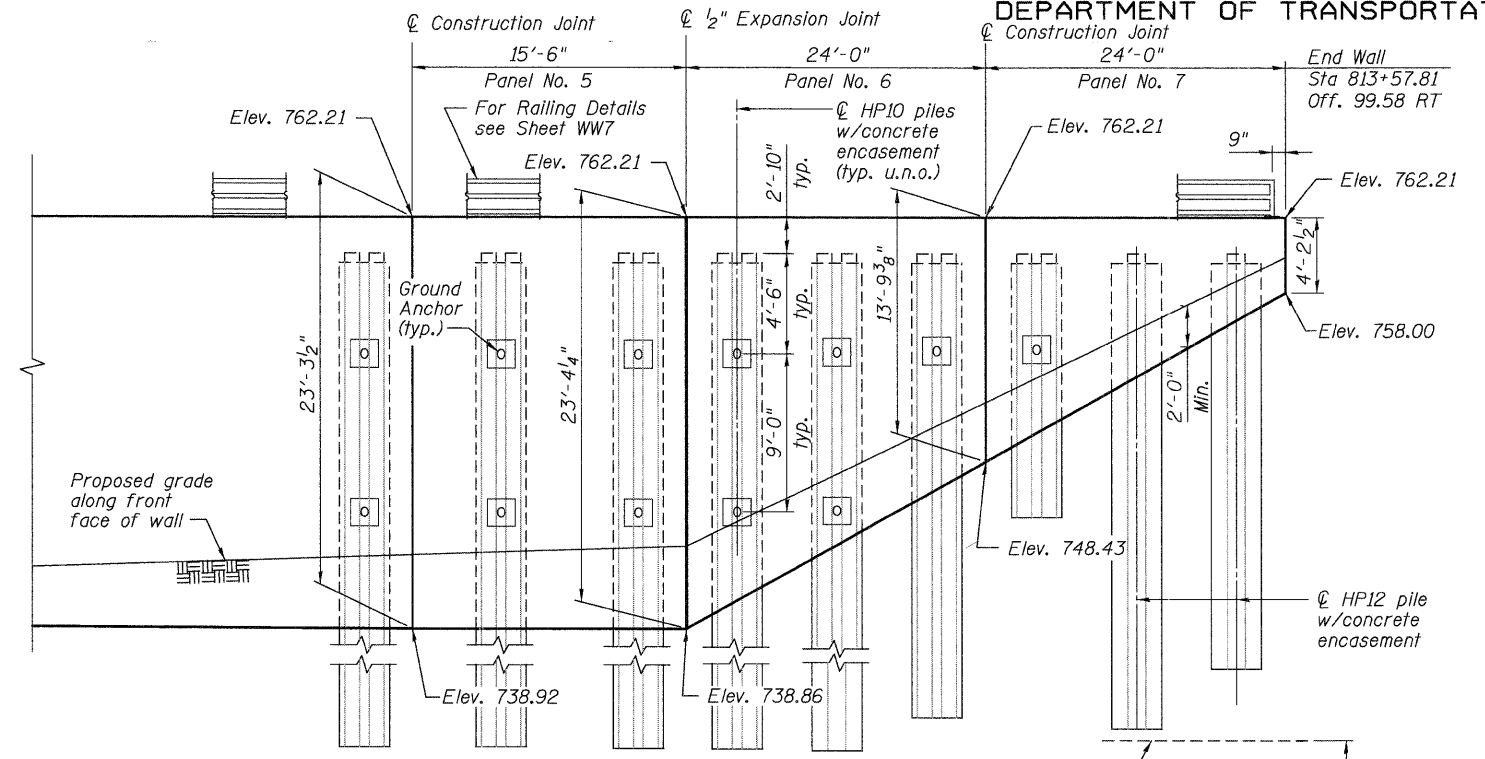 DEPARTMENT OF TRANSPORTAT
℄ Construction Joint
℄ ½" Expansion Joint
℄ Construction Joint
15'-6"
24'-0"
24'-0"
Panel No. 5
Panel No. 6
Panel No. 7
End Wall
Sta 813+57.81
Off. 99.58 RT
Elev. 762.21
For Railing Details
see Sheet WW7
Elev. 762.21
℄ HP10 piles
w/concrete
encasement
(typ. u.n.o.)
Elev. 762.21
9"
Elev. 762.21
2'-10"
typ.
4'-6"
typ.
9'-0"
typ.
Ground
Anchor
(typ.)
23'-3½"
23'-4¼"
13'-9⅜"
4'-2½"
2'-0"
Min.
Elev. 758.00
Proposed grade
along front
face of wall
Elev. 748.43
℄ HP12 pile
w/concrete
encasement
Elev. 738.92
Elev. 738.86